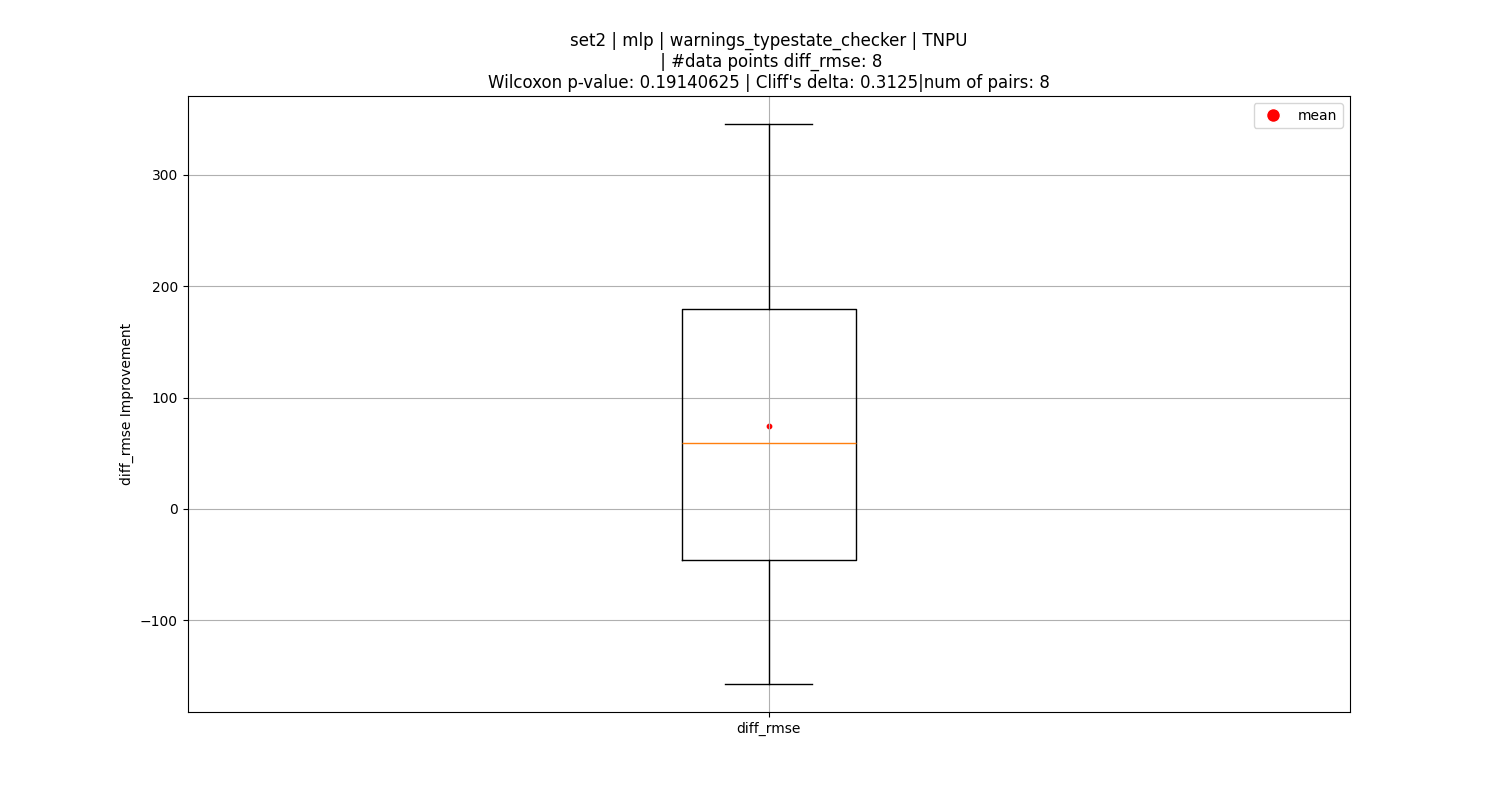 set2 | mlp | warnings_typestate_checker | TNPU
| #data points diff_rmse: 8
Wilcoxon p-value: 0.19140625 | Cliff's delta: 0.3125|num of pairs: 8
mean
300
200
100
0
−100
diff_rmse Improvement
diff_rmse